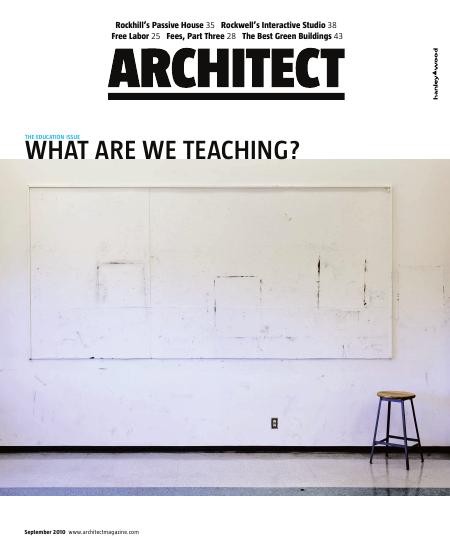 Rockhill's Passive House 35 Rockwell's Interactive Studio 38
Free Labor 25 Fees, Part Three 28 The Best Green Buildings 43
ARCHITECT
hanley▲wood
THE EDUCATION ISSUE
WHAT ARE WE TEACHING?
September 2010 www.architectmagazine.com